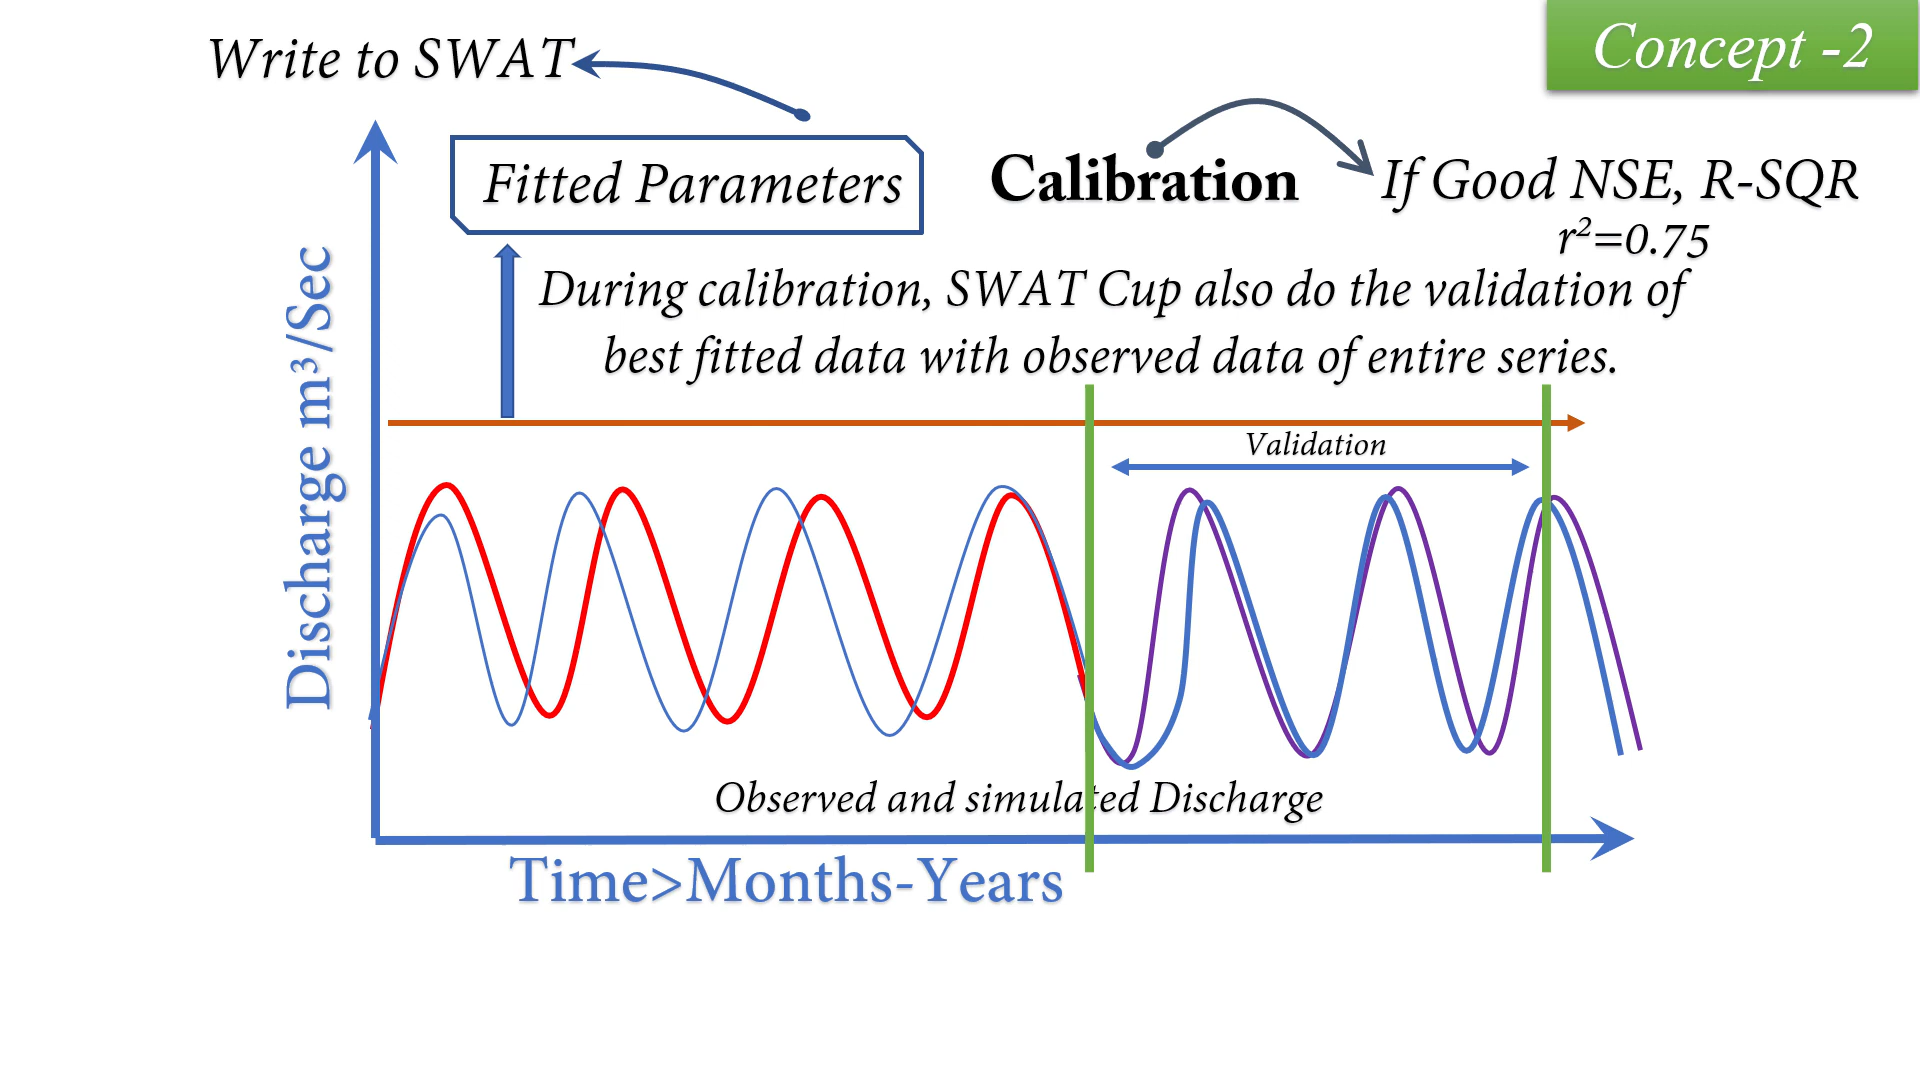 Write to SWAT
Concept -2
Fitted Parameters
Calibration
If Good NSE, R-SQR
r²=0.75
During calibration, SWAT Cup also do the validation of
best fitted data with observed data of entire series.
Discharge m³/Sec
Validation
Observed and simulated Discharge
Time>Months-Years